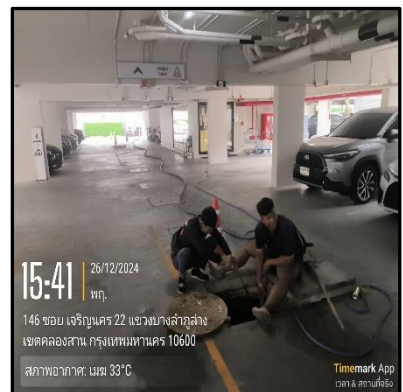 15:41
26/12/2024
พฤ.
146 ซอย เจริญนคร 22 แขวงบางลำภูล่าง
เขตคลองสาน กรุงเทพมหานคร 10600
สภาพอากาศ: เมฆ 33°C
Timemark App
เวลา & สถานที่จริง